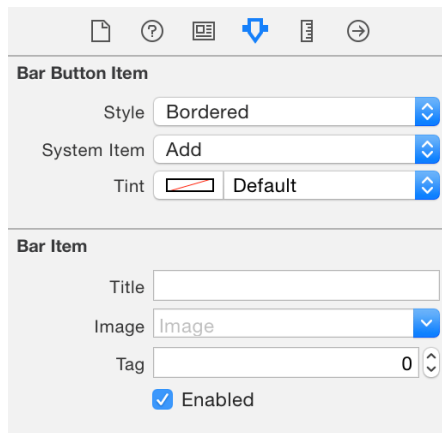 Bar Button Item
Style Bordered
System Item Add
Tint Default
Bar Item
Title
Image Image
Tag 0
Enabled